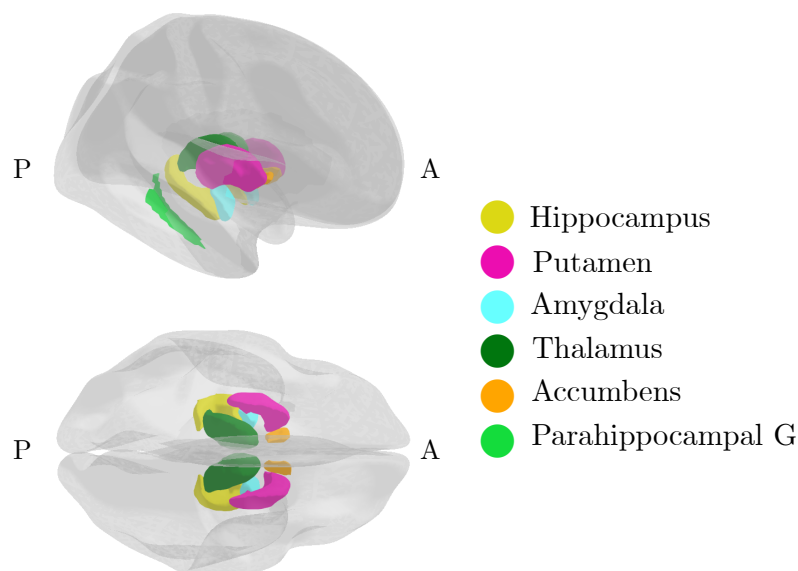 P
A
Hippocampus
Putamen
Amygdala
Thalamus
Accumbens
Parahippocampal G
P
A